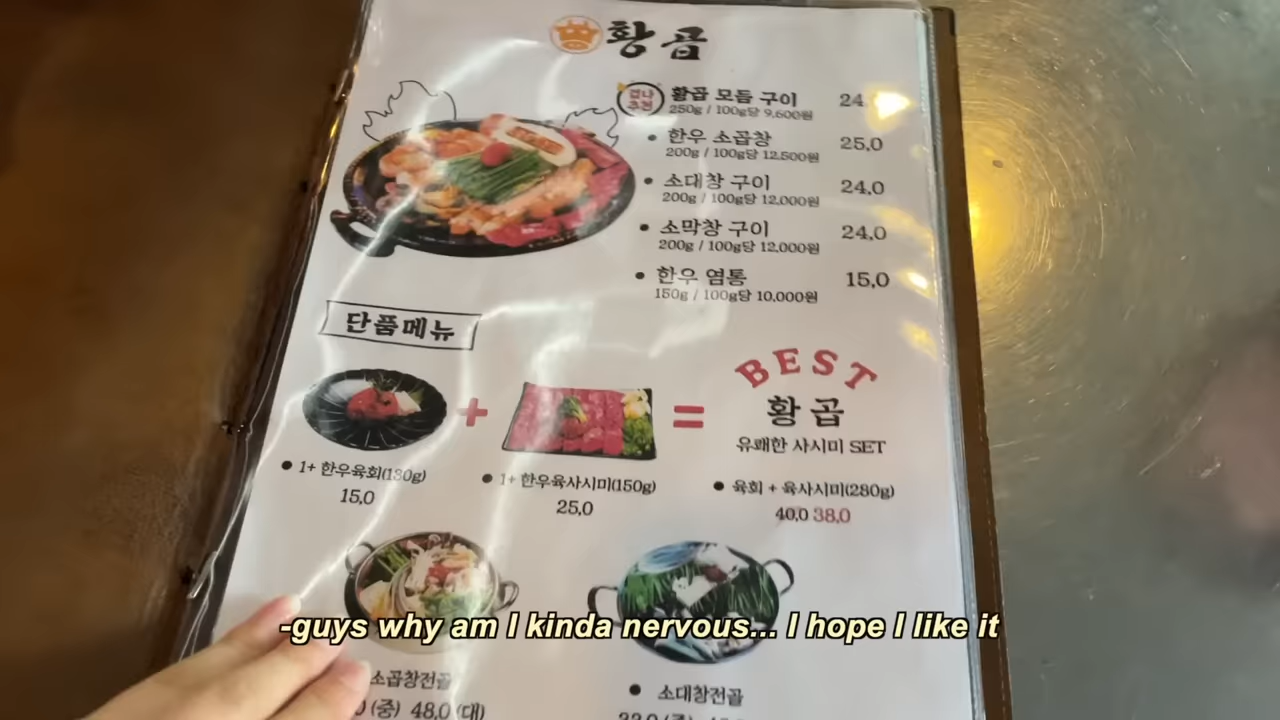 황곱
겁나
추천
황곱 모듬 구이 24
250g / 100g당 9,600원
• 한우 소곱창 25,0
200g / 100g당 12,500원
• 소대창 구이 24,0
200g / 100g당 12,000원
• 소막창 구이 24,0
200g / 100g당 12,000원
• 한우 염통 15,0
150g / 100g당 10,000원
단품메뉴
+ = BEST
황곱
유쾌한 사시미 SET
• 1+ 한우육회(130g)
15,0
• 1+ 한우육사시미(150g)
25,0
• 육회 + 육사시미(280g)
40,0 38,0
-guys why am I kinda nervous... I hope I like it
소곱창전골
(중) 48,0 (대)
• 소대창전골